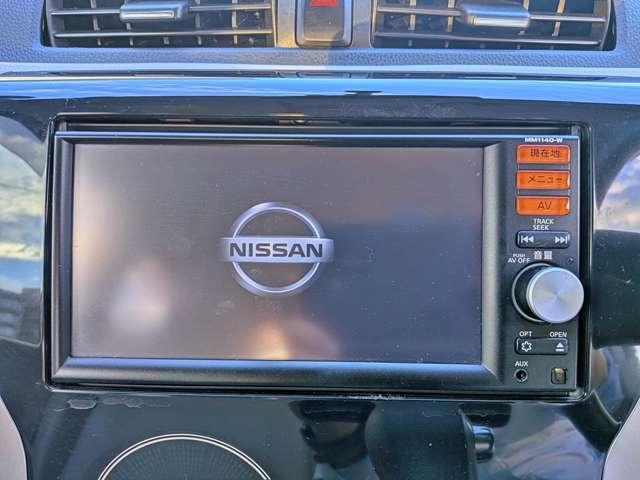 MM114D-W
現在地
メニュー
AV
TRACK
SEEK
NISSAN
PUSH
AV OFF
音量
OPT
OPEN
AUX